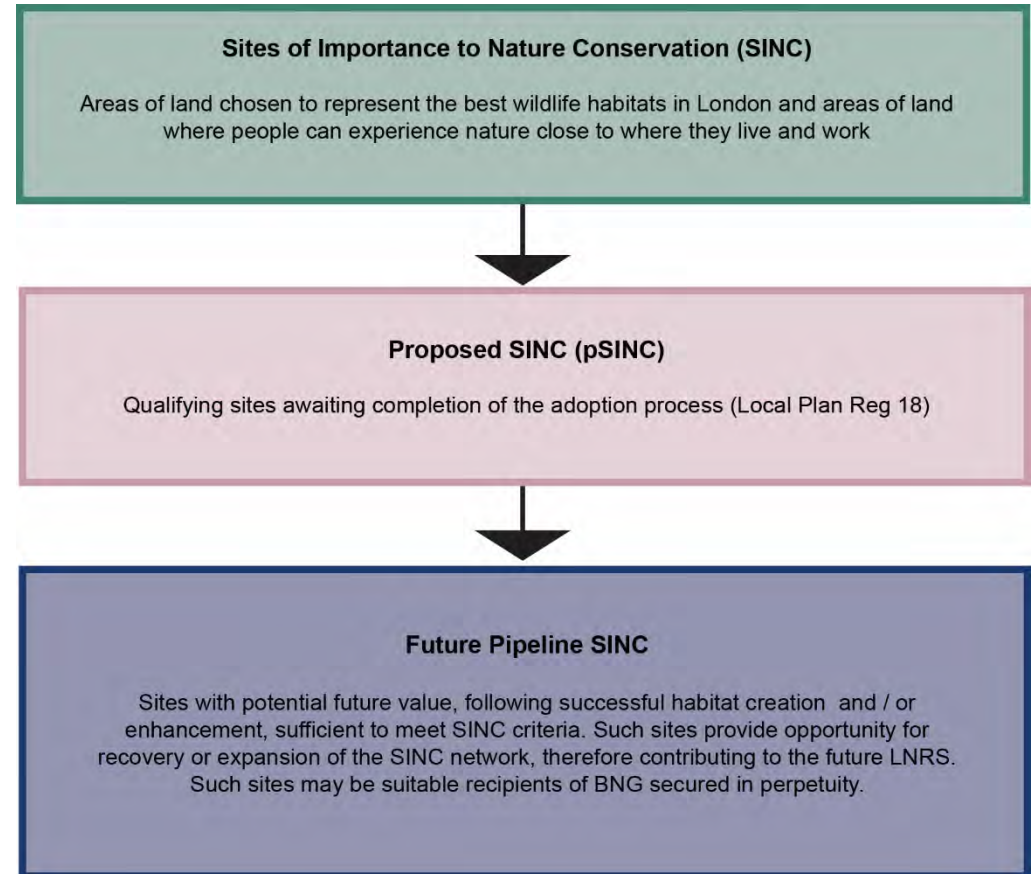 Sites of Importance to Nature Conservation (SINC)
Areas of land chosen to represent the best wildlife habitats in London and areas of land
where people can experience nature close to where they live and work
Proposed SINC (pSINC)
Qualifying sites awaiting completion of the adoption process (Local Plan Reg 18)
Future Pipeline SINC
Sites with potential future value, following successful habitat creation and / or
enhancement, sufficient to meet SINC criteria. Such sites provide opportunity for
recovery or expansion of the SINC network, therefore contributing to the future LNRS.
Such sites may be suitable recipients of BNG secured in perpetuity.